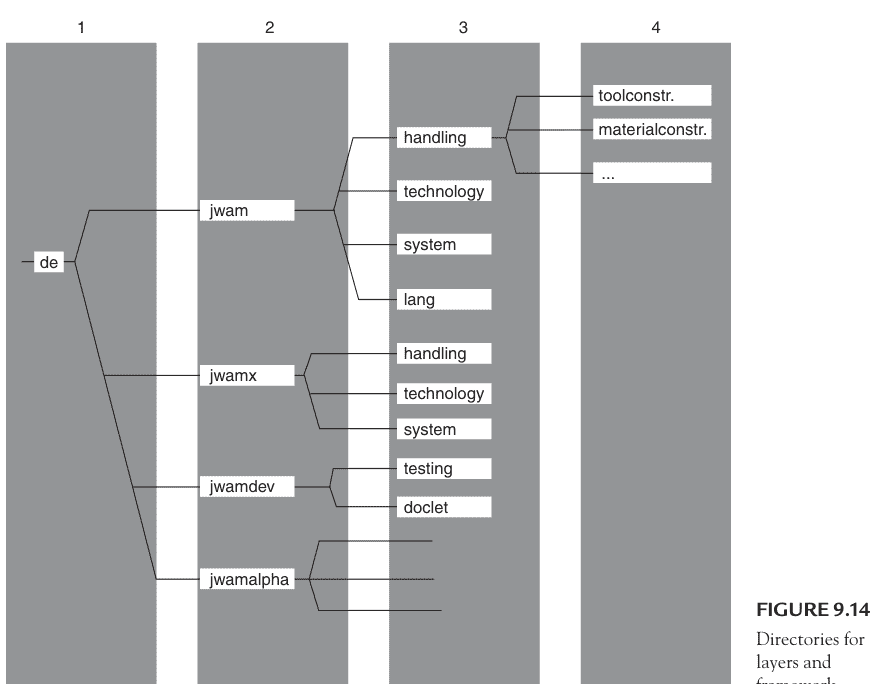 1 2 3 4
toolconstr.
handling
materialconstr.
...
technology
jwam
system
de
lang
handling
jwamx
technology
system
testing
jwamdev
doclet
jwamalpha
FIGURE 9.14
Directories for
layers and
framework